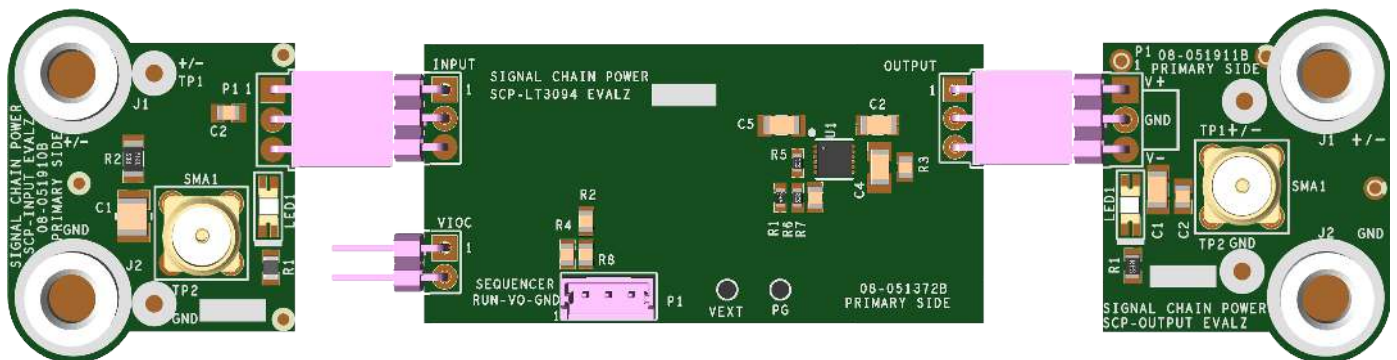 +/-
TP1
J1
P1 1
C2
+/-
R2
SMA1
C1
LED1
GND
J2
R1
TP2
GND
SIGNAL CHAIN POWER
SCP-INPUT EVALZ
08-051910B
PRIMARY SIDE
INPUT
1
SIGNAL CHAIN POWER
SCP-LT3094 EVALZ
OUTPUT
1
C5
U1
C2
R5
C4
R3
R1
R6
R7
R2
R4
R8
VIOC
1
SEQUENCER
RUN-VO-GND
1
P1
VEXT
PG
08-051372B
PRIMARY SIDE
P1
1
08-051911B
PRIMARY SIDE
V+
GND
V-
TP1+/-
J1
+/-
SMA1
LED1
C1
C2
TP2
GND
J2
GND
R1
SIGNAL CHAIN POWER
SCP-OUTPUT EVALZ